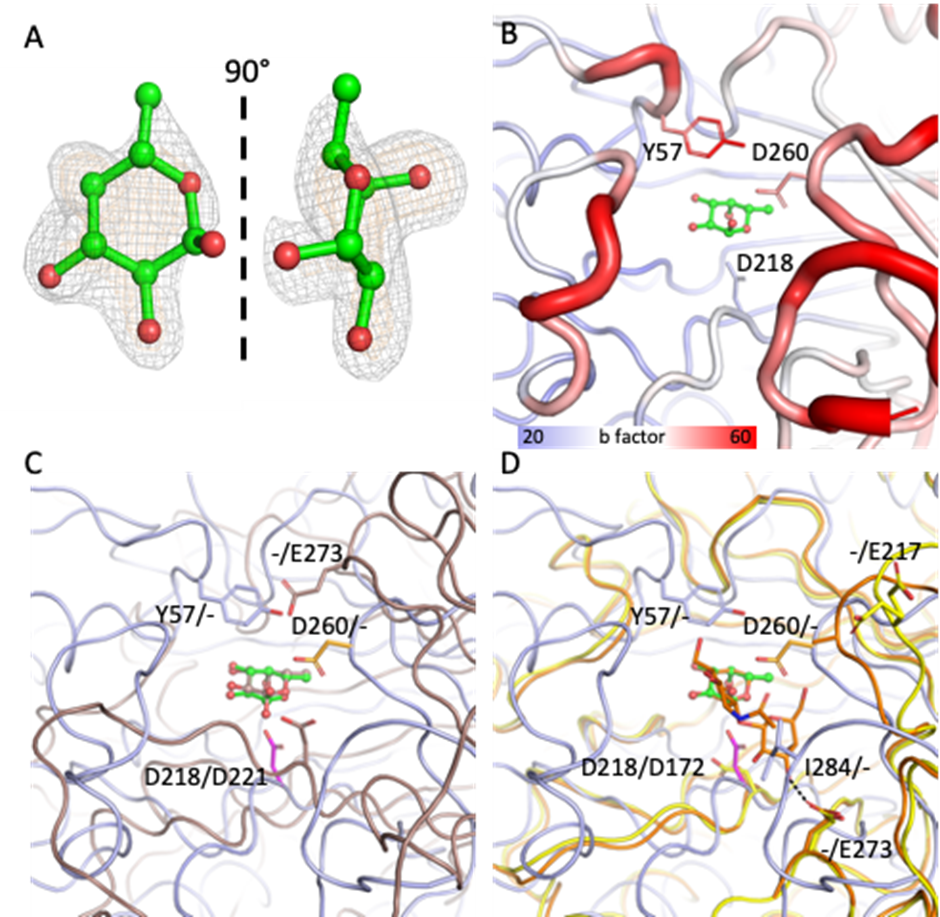 A
90°
B
Y57
D260
D218
20
b factor
60
C
-/E273
Y57/-
D260/-
D218/D221
D
-/E217
Y57/-
D260/-
D218/D172
I284/-
-/E273